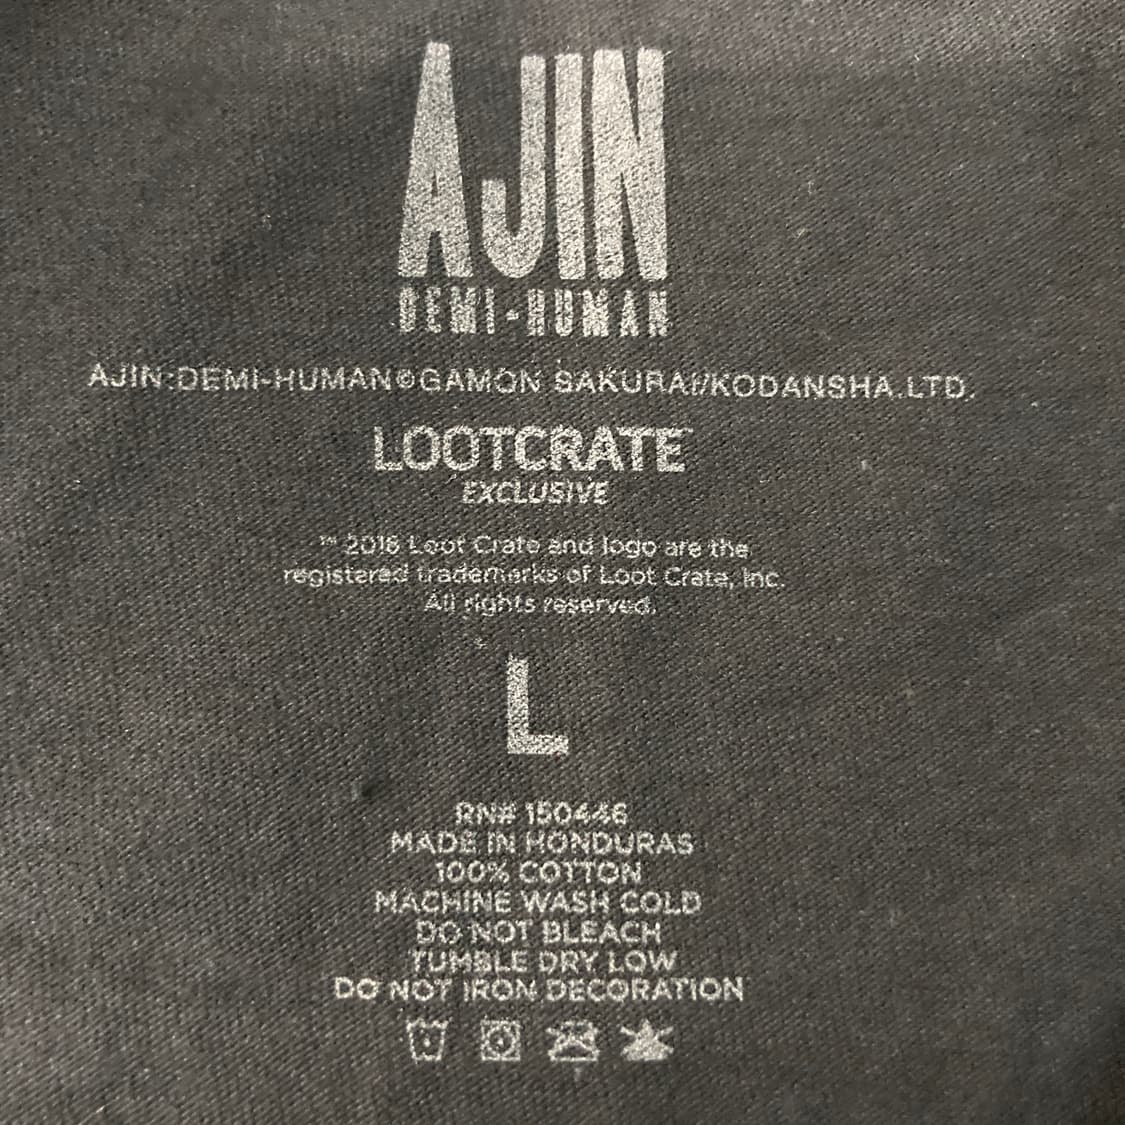 AJIN
DEMI-HUMAN
AJIN:DEMI-HUMAN©GAMON SAKURAI/KODANSHA.LTD.
LOOTCRATE™
EXCLUSIVE
™ 2016 Loot Crate and logo are the
registered trademarks of Loot Crate, Inc.
All rights reserved.
L
RN# 150446
MADE IN HONDURAS
100% COTTON
MACHINE WASH COLD
DO NOT BLEACH
TUMBLE DRY LOW
DO NOT IRON DECORATION